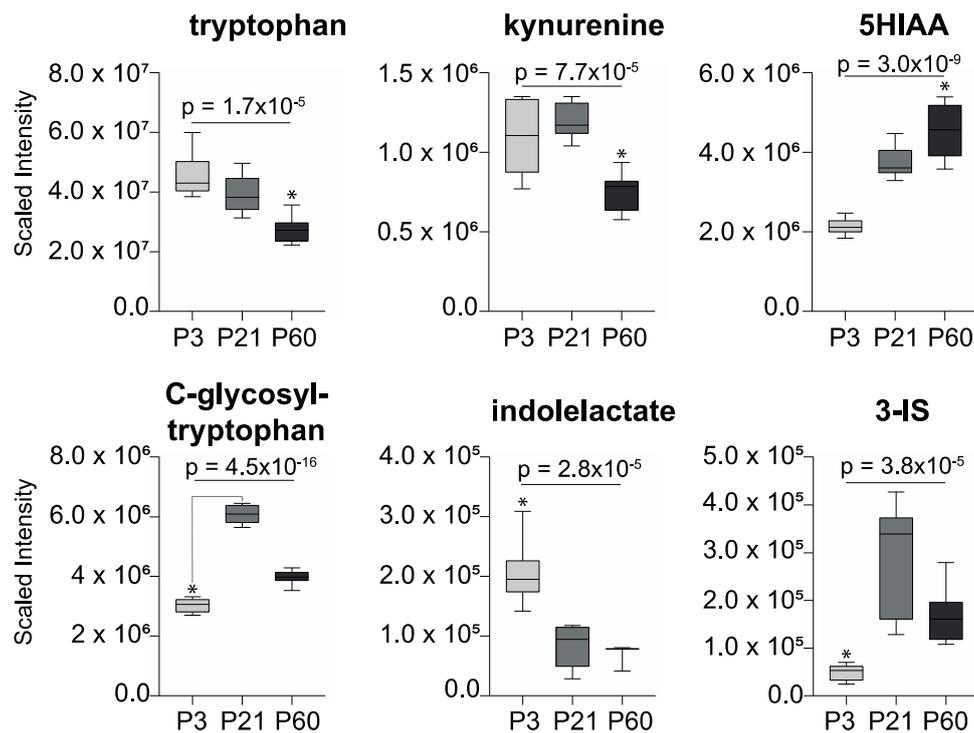 tryptophan
Scaled Intensity
8.0 x 10⁷
6.0 x 10⁷
4.0 x 10⁷
2.0 x 10⁷
0.0
p = 1.7x10⁻⁵
*
P3 P21 P60
kynurenine
1.5 x 10⁶
1.0 x 10⁶
0.5 x 10⁶
0.0
p = 7.7x10⁻⁵
*
P3 P21 P60
5HIAA
6.0 x 10⁶
4.0 x 10⁶
2.0 x 10⁶
0.0
p = 3.0x10⁻⁹
*
P3 P21 P60
C-glycosyl-
tryptophan
Scaled Intensity
8.0 x 10⁶
6.0 x 10⁶
4 x 10⁶
2 x 10⁶
0.0
p = 4.5x10⁻¹⁶
*
P3 P21 P60
indolelactate
4.0 x 10⁵
3.0 x 10⁵
2.0 x 10⁵
1.0 x 10⁵
0.0
p = 2.8x10⁻⁵
*
P3 P21 P60
3-IS
5.0 x 10⁵
4.0 x 10⁵
3.0 x 10⁵
2.0 x 10⁵
1.0 x 10⁵
0.0
p = 3.8x10⁻⁵
*
P3 P21 P60